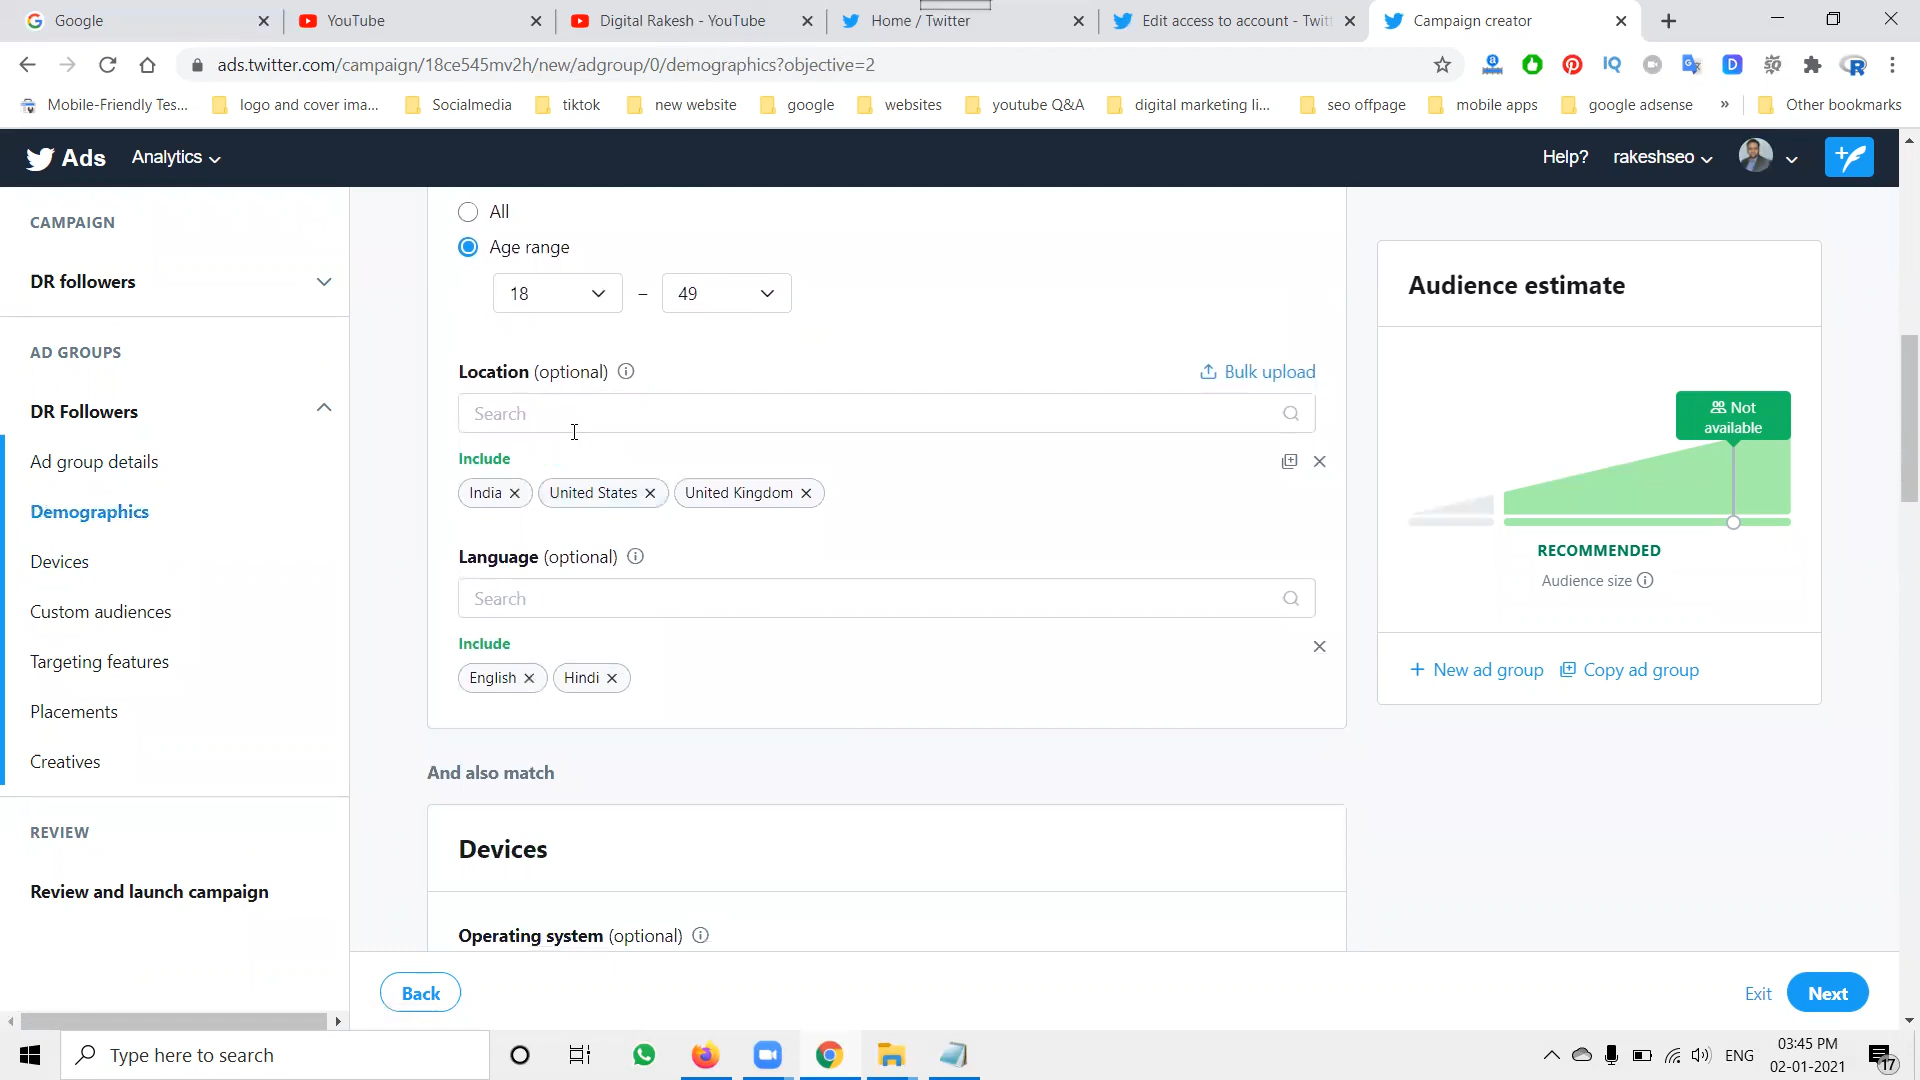 Google
YouTube
Digital Rakesh - YouTube
Home / Twitter
Edit access to account - Twitt
Campaign creator
ads.twitter.com/campaign/18ce545mv2h/new/adgroup/0/demographics?objective=2
Mobile-Friendly Tes...
logo and cover ima...
Socialmedia
tiktok
new website
google
websites
youtube Q&A
digital marketing li...
seo offpage
mobile apps
google adsense
»
Other bookmarks
Ads
Analytics
Help?
rakeshseo
CAMPAIGN
DR followers
AD GROUPS
DR Followers
Ad group details
Demographics
Devices
Custom audiences
Targeting features
Placements
Creatives
REVIEW
Review and launch campaign
All
Age range
18 – 49
Location (optional)
Bulk upload
Search
Include
India
United States
United Kingdom
Language (optional)
Search
Include
English
Hindi
And also match
Devices
Operating system (optional)
Audience estimate
Not
available
RECOMMENDED
Audience size
+ New ad group
Copy ad group
Back
Exit
Next
Type here to search
ENG
03:45 PM
02-01-2021
17